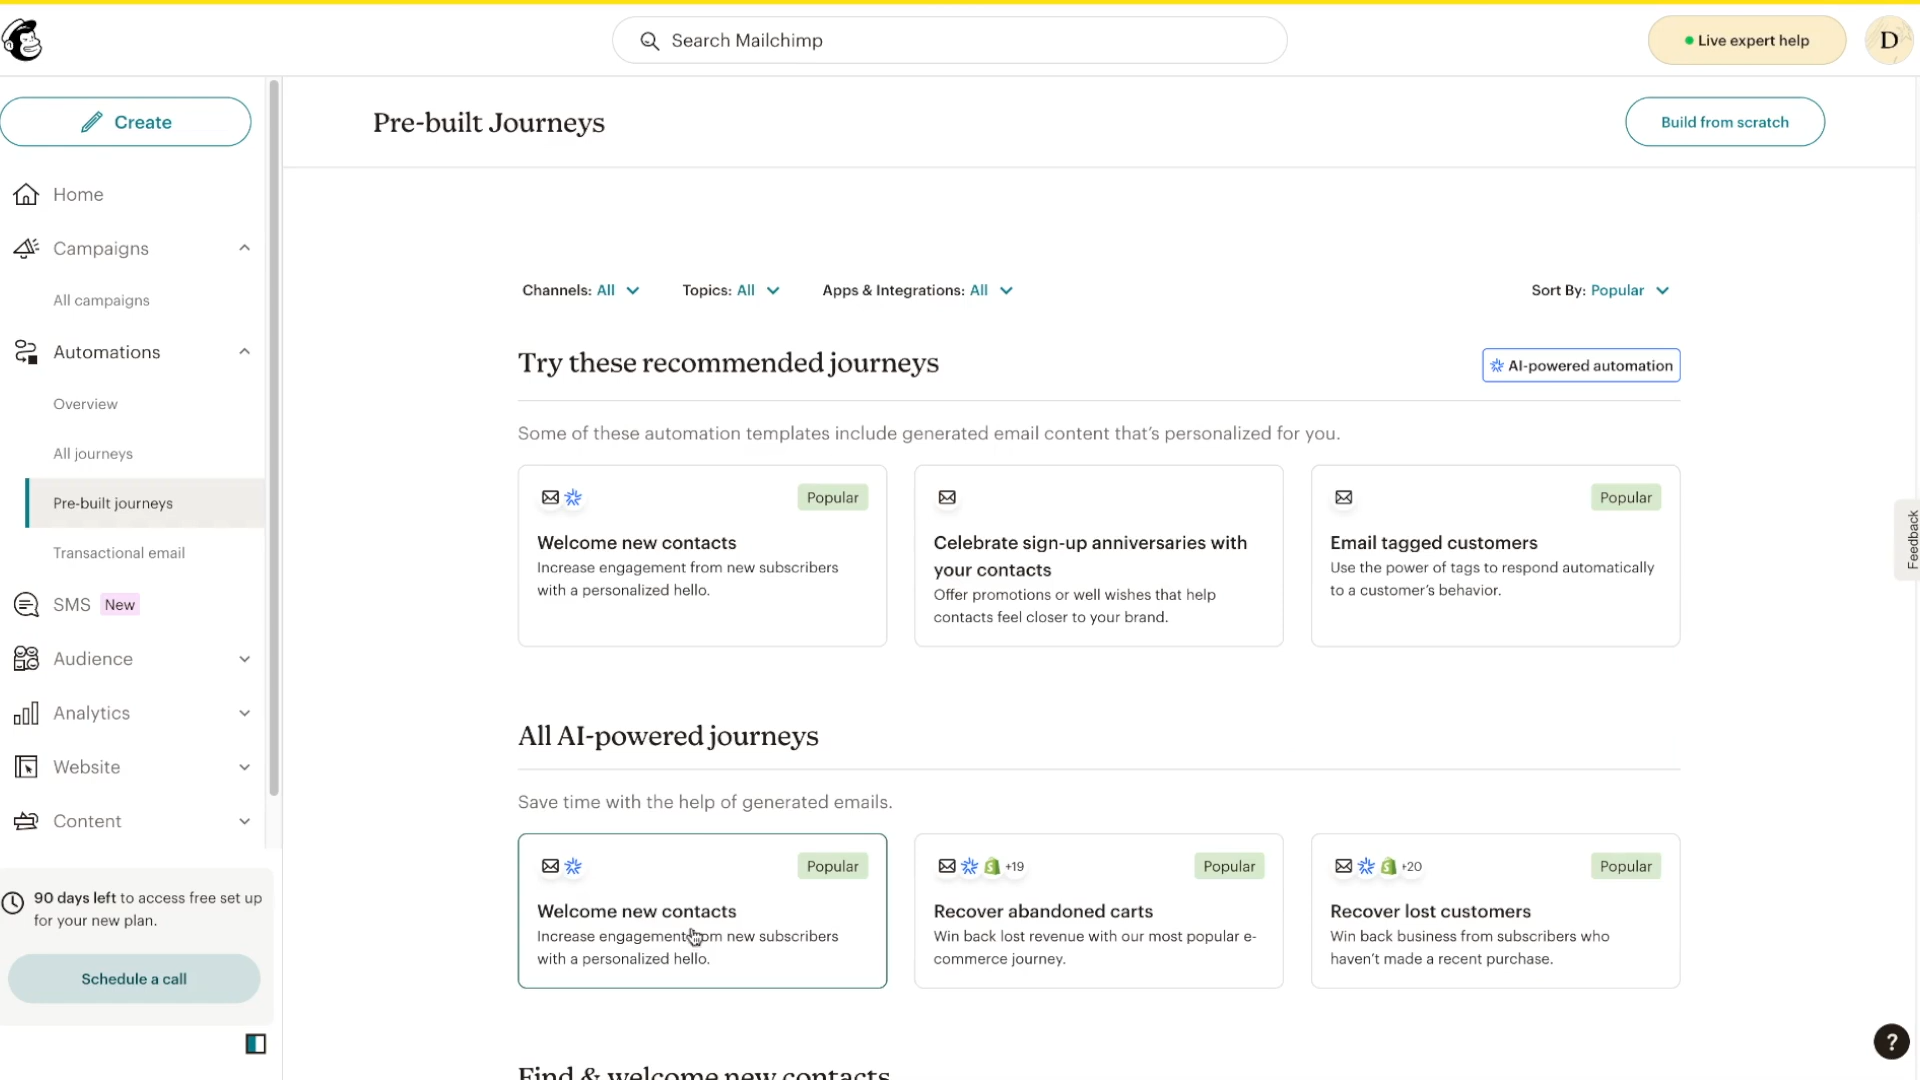 Search Mailchimp
Live expert help
D
Create
Pre-built Journeys
Build from scratch
Home
Campaigns
All campaigns
Automations
Overview
All journeys
Pre-built journeys
Transactional email
SMS New
Audience
Analytics
Website
Content
90 days left to access free set up
for your new plan.
Schedule a call
Channels: All
Topics: All
Apps & Integrations: All
Sort By: Popular
Try these recommended journeys
AI-powered automation
Some of these automation templates include generated email content that's personalized for you.
Popular
Welcome new contacts
Increase engagement from new subscribers
with a personalized hello.
Celebrate sign-up anniversaries with
your contacts
Offer promotions or well wishes that help
contacts feel closer to your brand.
Popular
Email tagged customers
Use the power of tags to respond automatically
to a customer's behavior.
All AI-powered journeys
Save time with the help of generated emails.
Popular
Welcome new contacts
Increase engagement from new subscribers
with a personalized hello.
+19
Popular
Recover abandoned carts
Win back lost revenue with our most popular e-
commerce journey.
+20
Popular
Recover lost customers
Win back business from subscribers who
haven't made a recent purchase.
Find & welcome new contacts
Feedback
?